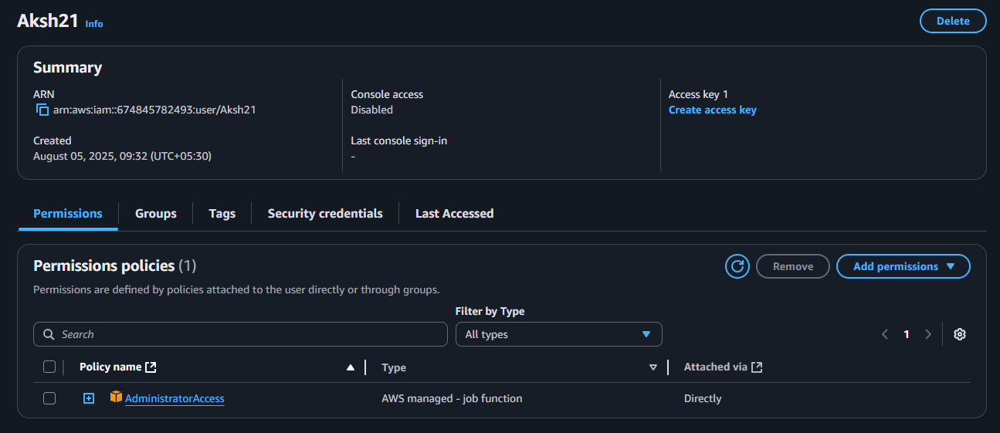 Aksh21 Info
Delete
Summary
ARN
arn:aws:iam::674845782493:user/Aksh21
Created
August 05, 2025, 09:32 (UTC+05:30)
Console access
Disabled
Last console sign-in
-
Access key 1
Create access key
Permissions
Groups
Tags
Security credentials
Last Accessed
Permissions policies (1)
Permissions are defined by policies attached to the user directly or through groups.
Remove
Add permissions
Search
Filter by Type
All types
1
Policy name
Type
Attached via
AdministratorAccess
AWS managed - job function
Directly